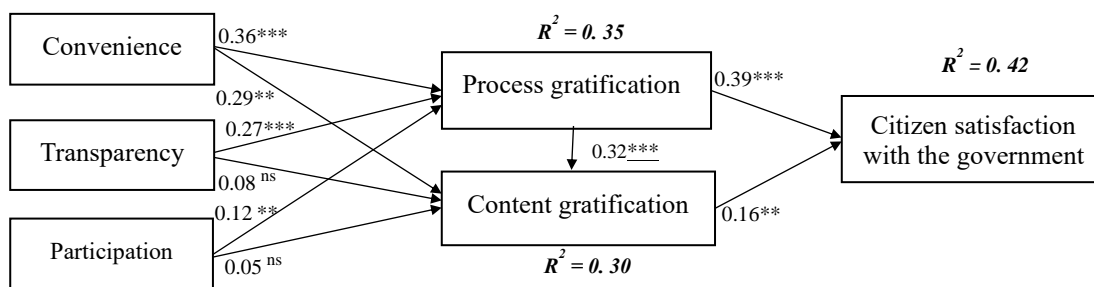 Convenience
0.36***
0.29**
Transparency
0.27***
0.08 ns
Participation
0.12 **
0.05 ns
R² = 0. 35
Process gratification
0.32***
Content gratification
R² = 0. 30
0.39***
0.16**
R² = 0. 42
Citizen satisfaction
with the government